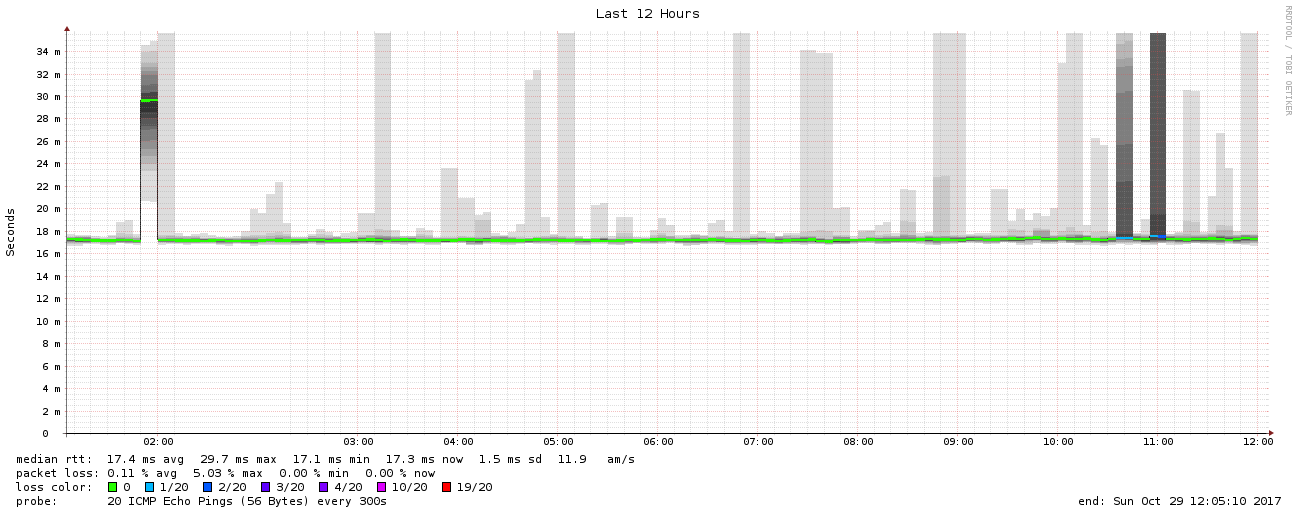 Last 12 Hours
RRDTOOL / TOBI OETIKER
Seconds
34 m
32 m
30 m
28 m
26 m
24 m
22 m
20 m
18 m
16 m
14 m
12 m
10 m
8 m
6 m
4 m
2 m
0
02:00 03:00 04:00 05:00 06:00 07:00 08:00 09:00 10:00 11:00 12:00
median rtt: 17.4 ms avg 29.7 ms max 17.1 ms min 17.3 ms now 1.5 ms sd 11.9 am/s
packet loss: 0.11 % avg 5.03 % max 0.00 % min 0.00 % now
loss color: 0 1/20 2/20 3/20 4/20 10/20 19/20
probe: 20 ICMP Echo Pings (56 Bytes) every 300s
end: Sun Oct 29 12:05:10 2017